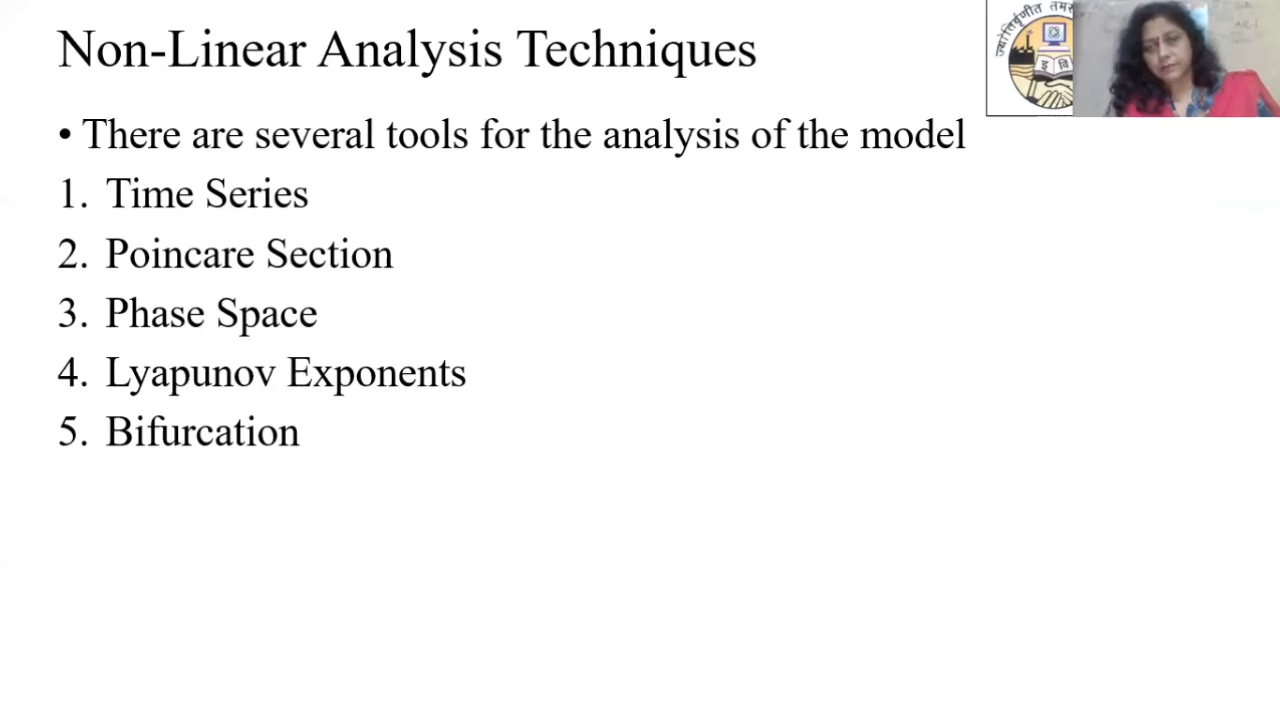 Non-Linear Analysis Techniques
• There are several tools for the analysis of the model
1. Time Series
2. Poincare Section
3. Phase Space
4. Lyapunov Exponents
5. Bifurcation
इ वि